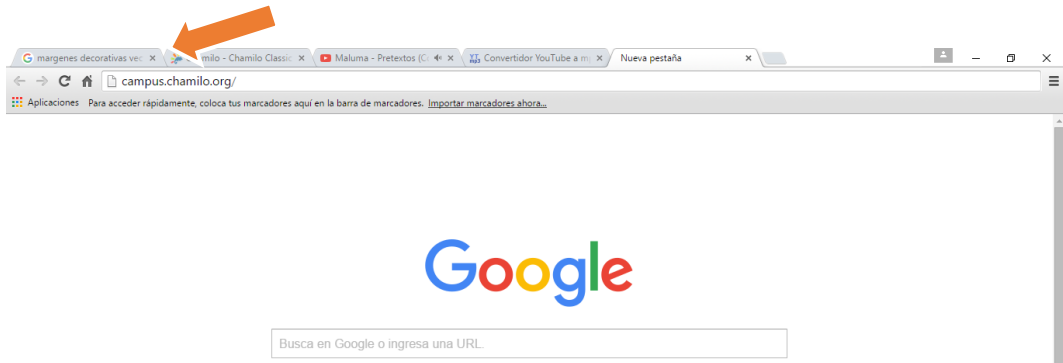 margenes decorativas vec
milo - Chamilo Classic
Maluma - Pretextos (C
Convertidor YouTube a m
Nueva pestaña
campus.chamilo.org/
Aplicaciones Para acceder rápidamente, coloca tus marcadores aquí en la barra de marcadores. Importar marcadores ahora...
Google
Busca en Google o ingresa una URL.